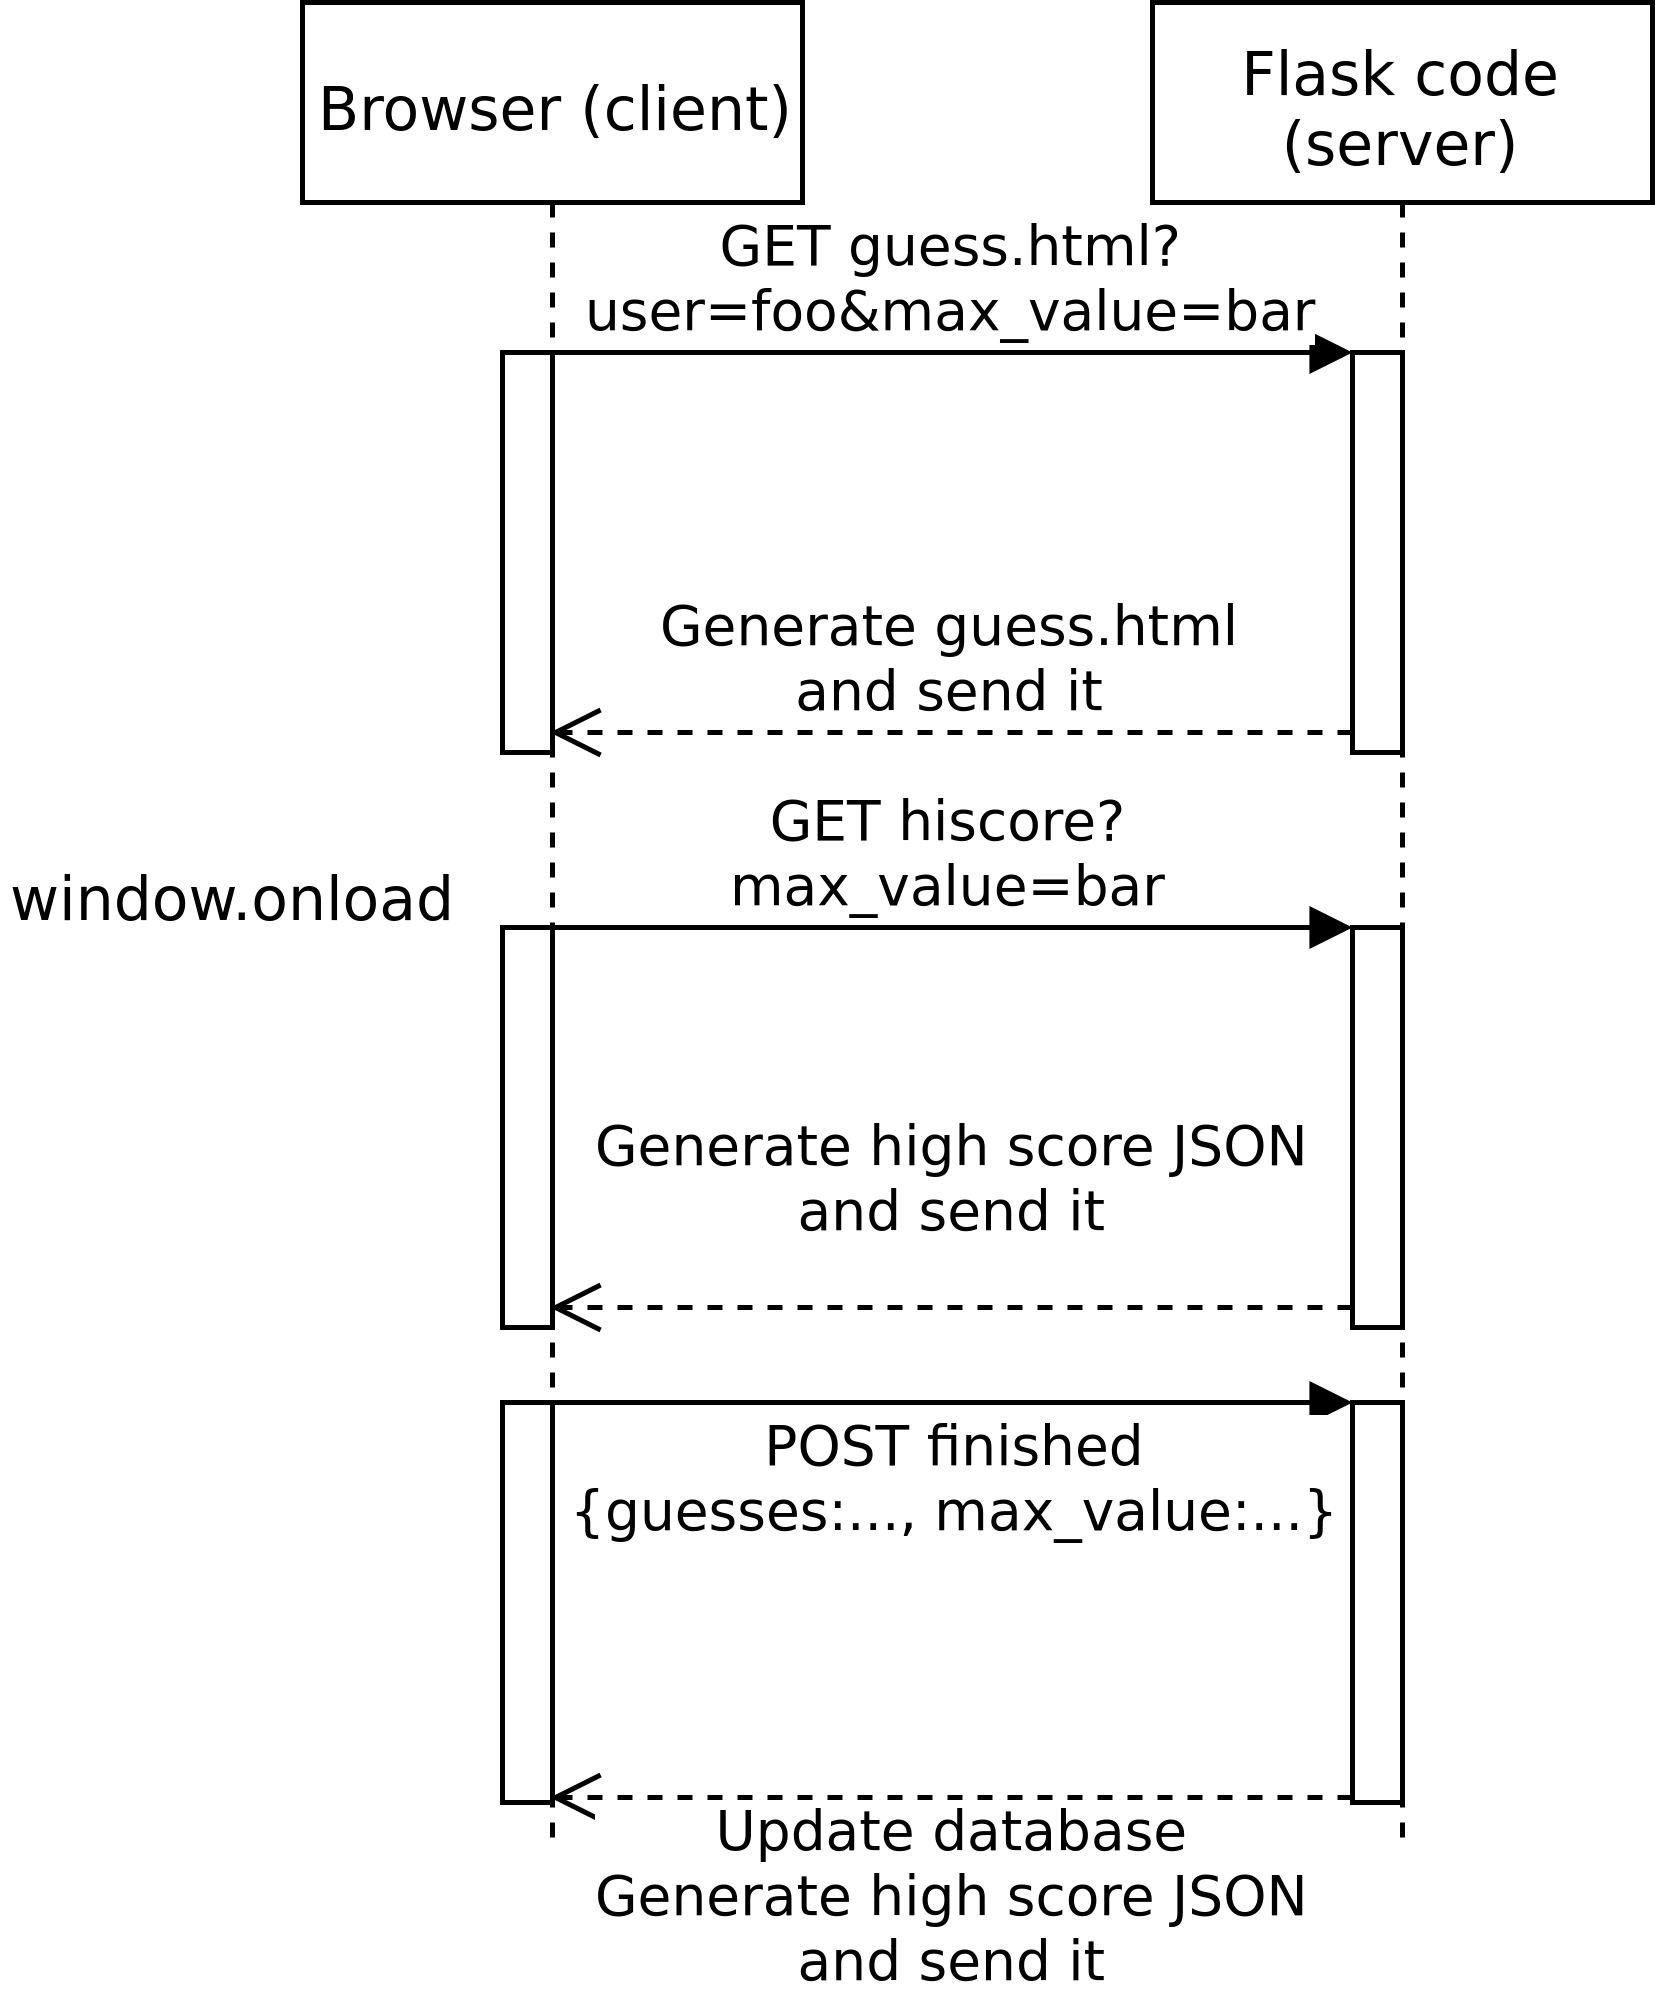 Browser (client)
Flask code
(server)
GET guess.html?
user=foo&max_value=bar
Generate guess.html
and send it
GET hiscore?
max_value=bar
window.onload
Generate high score JSON
and send it
POST finished
{guesses:..., max_value:...}
Update database
Generate high score JSON
and send it